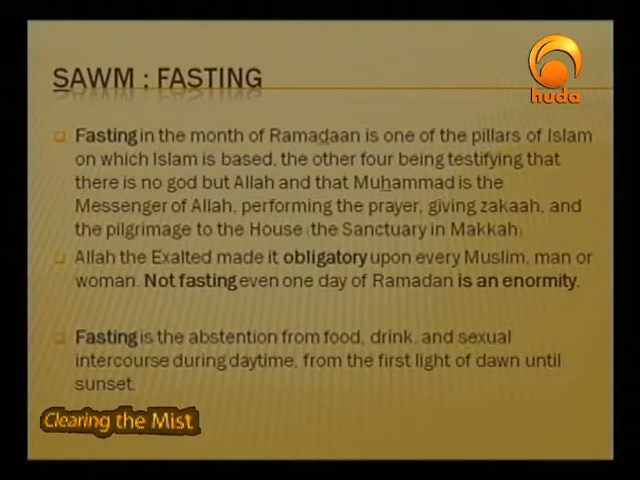 SAWM : FASTING
huda
Fasting in the month of Ramadaan is one of the pillars of Islam
on which Islam is based, the other four being testifying that
there is no god but Allah and that Muhammad is the
Messenger of Allah, performing the prayer, giving zakaah, and
the pilgrimage to the House (the Sanctuary in Makkah)
Allah the Exalted made it obligatory upon every Muslim, man or
woman. Not fasting even one day of Ramadan is an enormity.
Fasting is the abstention from food, drink, and sexual
intercourse during daytime, from the first light of dawn until
sunset.
Clearing the Mist